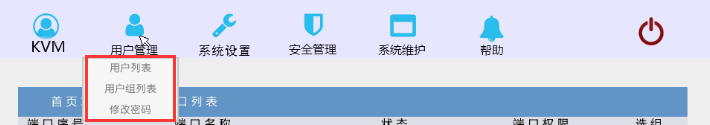 KVM 用户管理 系统设置 安全管理 系统维护 帮助
用户列表
用户组列表
修改密码
首页 口列表
端口序号 端口名称 状态 端口权限 选组